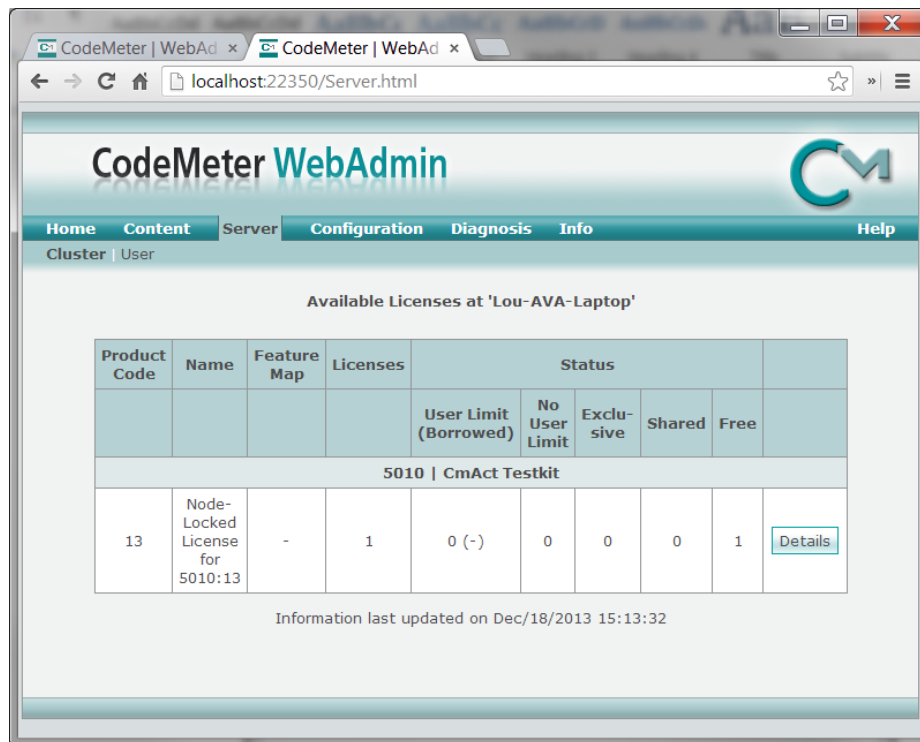 CodeMeter | WebAd × CodeMeter | WebAd ×
localhost:22350/Server.html
CodeMeter WebAdmin
Home Content Server Configuration Diagnosis Info Help
Cluster | User
Available Licenses at 'Lou-AVA-Laptop'
Product Code Name Feature Map Licenses Status
User Limit (Borrowed) No User Limit Exclu-sive Shared Free
5010 | CmAct Testkit
13 Node-Locked License for 5010:13 - 1 0 (-) 0 0 0 1 Details
Information last updated on Dec/18/2013 15:13:32